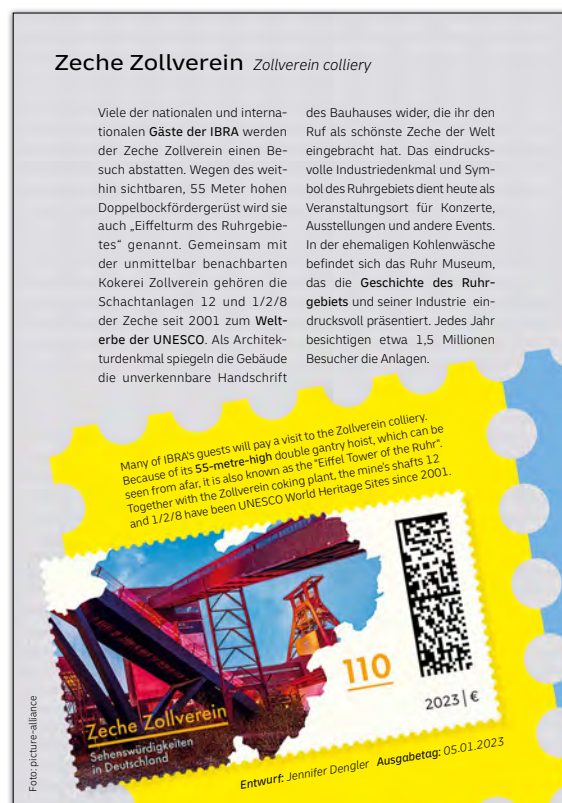 Zeche Zollverein Zollverein colliery
Viele der nationalen und interna-
tionalen Gäste der IBRA werden
der Zeche Zollverein einen Be-
such abstatten. Wegen des weit-
hin sichtbaren, 55 Meter hohen
Doppelbockfördergerüst wird sie
auch „Eiffelturm des Ruhrgebie-
tes“ genannt. Gemeinsam mit
der unmittelbar benachbarten
Kokerei Zollverein gehören die
Schachtanlagen 12 und 1/2/8
der Zeche seit 2001 zum Welt-
erbe der UNESCO. Als Architek-
turdenkmal spiegeln die Gebäude
die unverkennbare Handschrift
des Bauhauses wider, die ihr den
Ruf als schönste Zeche der Welt
eingebracht hat. Das eindrucks-
volle Industriedenkmal und Sym-
bol des Ruhrgebiets dient heute als
Veranstaltungsort für Konzerte,
Ausstellungen und andere Events.
In der ehemaligen Kohlenwäsche
befindet sich das Ruhr Museum,
das die Geschichte des Ruhr-
gebiets und seiner Industrie ein-
drucksvoll präsentiert. Jedes Jahr
besichtigen etwa 1,5 Millionen
Besucher die Anlagen.
Many of IBRA's guests will pay a visit to the Zollverein colliery.
Because of its 55-metre-high double gantry hoist, which can be
seen from afar, it is also known as the "Eiffel Tower of the Ruhr".
Together with the Zollverein coking plant, the mine's shafts 12
and 1/2/8 have been UNESCO World Heritage Sites since 2001.
110
2023 | €
Zeche Zollverein
Sehenswürdigkeiten
in Deutschland
Entwurf: Jennifer Dengler Ausgabetag: 05.01.2023
Foto: picture-alliance